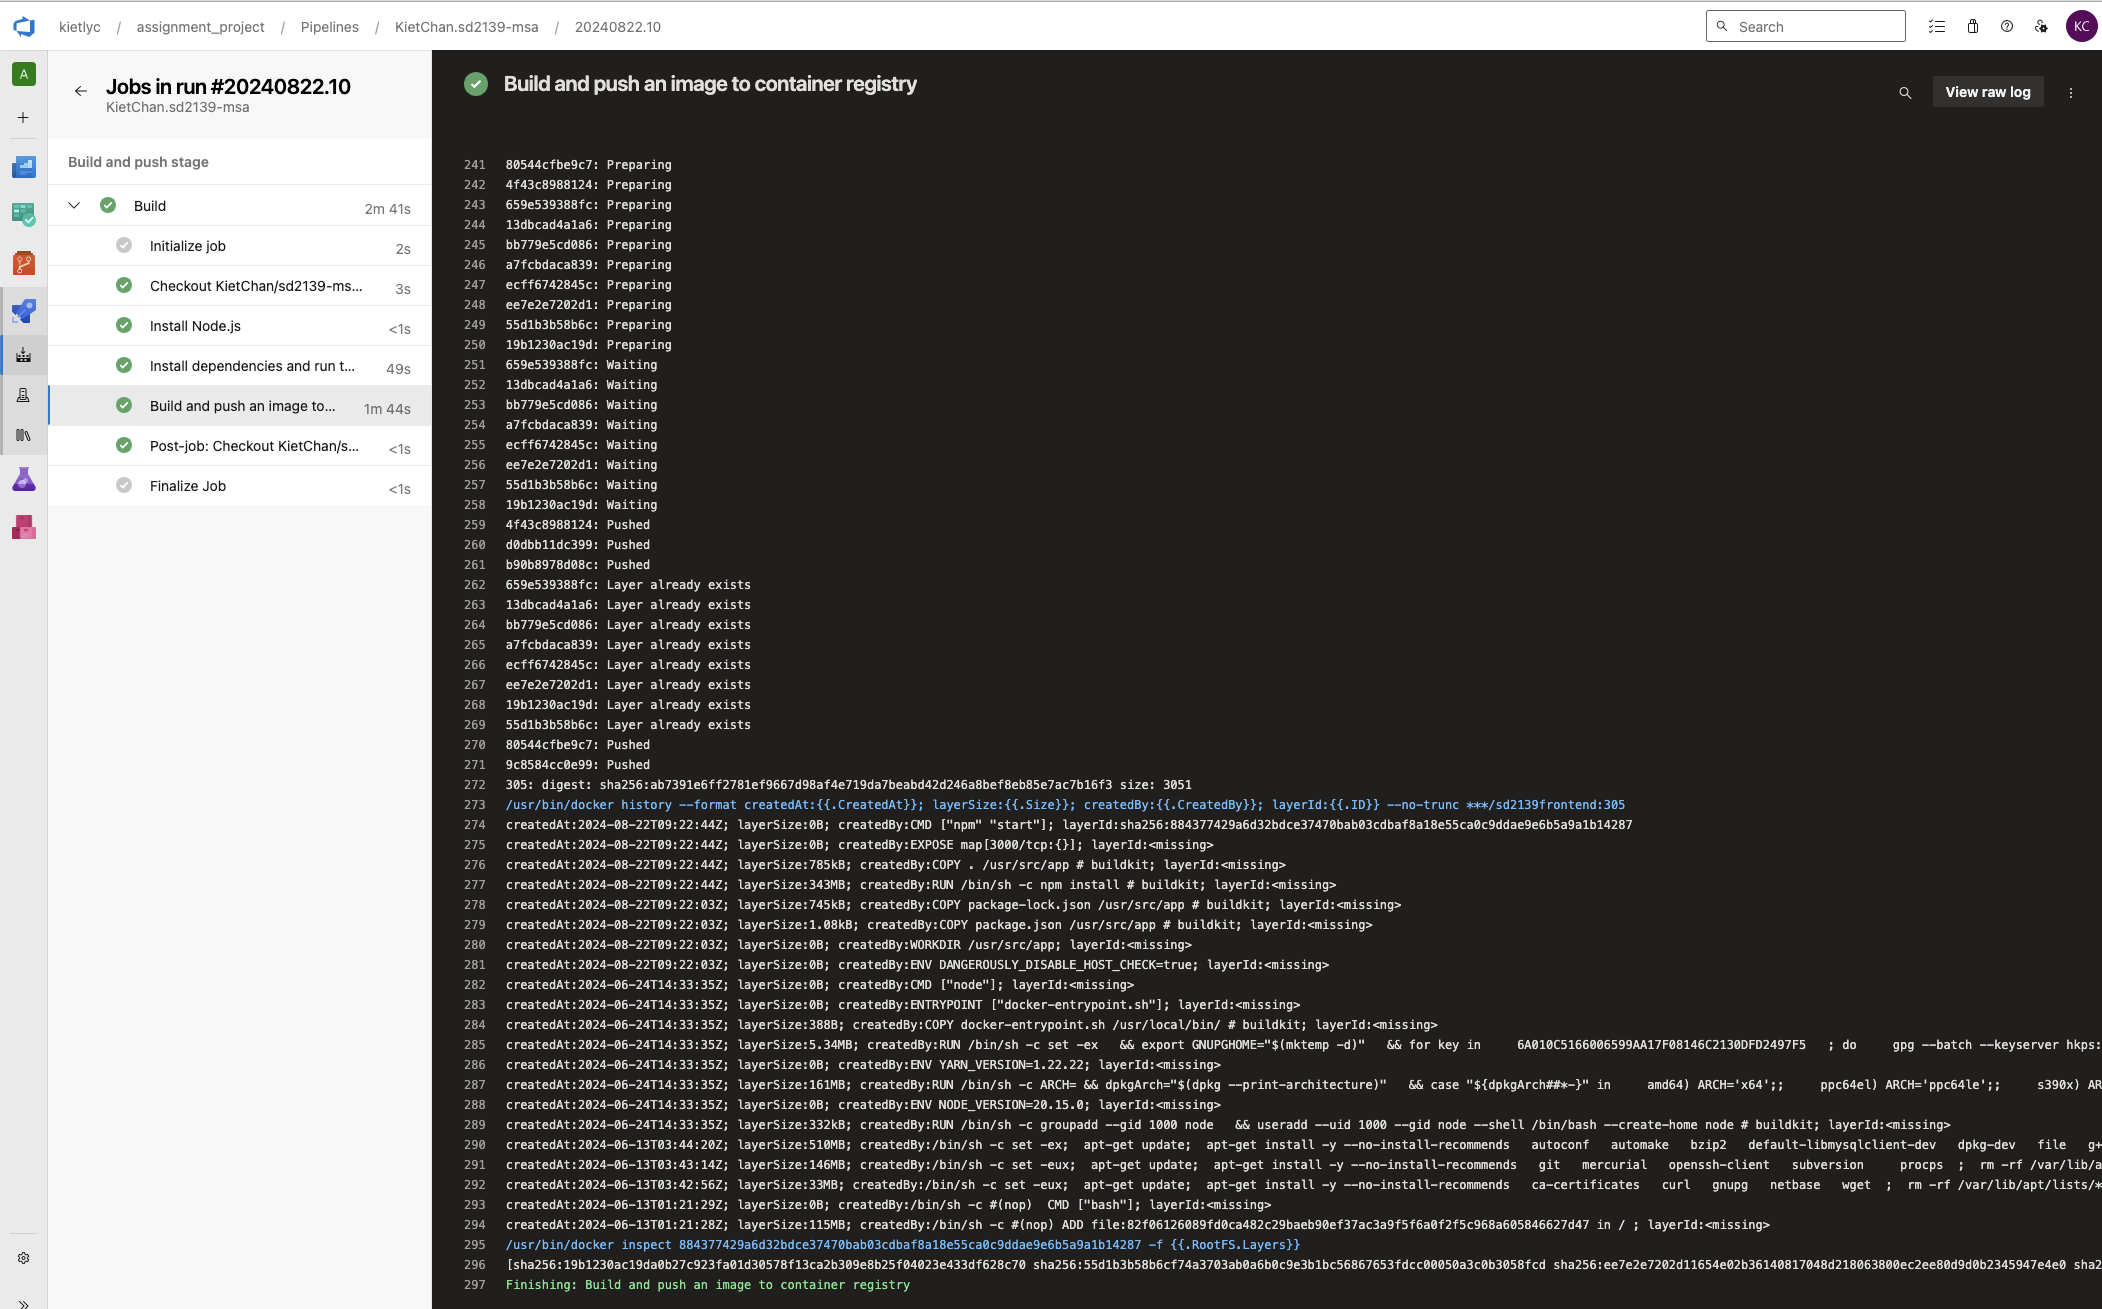 kietlyc / assignment_project / Pipelines / KietChan.sd2139-msa / 20240822.10
Search
KC
A
Jobs in run #20240822.10
KietChan.sd2139-msa
Build and push stage
Build 2m 41s
Initialize job 2s
Checkout KietChan/sd2139-ms... 3s
Install Node.js <1s
Install dependencies and run t... 49s
Build and push an image to... 1m 44s
Post-job: Checkout KietChan/s... <1s
Finalize Job <1s
Build and push an image to container registry
View raw log
241 80544cfbe9c7: Preparing
242 4f43c8988124: Preparing
243 659e539388fc: Preparing
244 13dbcad4a1a6: Preparing
245 bb779e5cd086: Preparing
246 a7fcbdaca839: Preparing
247 ecff6742845c: Preparing
248 ee7e2e7202d1: Preparing
249 55d1b3b58b6c: Preparing
250 19b1230ac19d: Preparing
251 659e539388fc: Waiting
252 13dbcad4a1a6: Waiting
253 bb779e5cd086: Waiting
254 a7fcbdaca839: Waiting
255 ecff6742845c: Waiting
256 ee7e2e7202d1: Waiting
257 55d1b3b58b6c: Waiting
258 19b1230ac19d: Waiting
259 4f43c8988124: Pushed
260 d0dbb11dc399: Pushed
261 b90b8978d08c: Pushed
262 659e539388fc: Layer already exists
263 13dbcad4a1a6: Layer already exists
264 bb779e5cd086: Layer already exists
265 a7fcbdaca839: Layer already exists
266 ecff6742845c: Layer already exists
267 ee7e2e7202d1: Layer already exists
268 19b1230ac19d: Layer already exists
269 55d1b3b58b6c: Layer already exists
270 80544cfbe9c7: Pushed
271 9c8584cc0e99: Pushed
272 305: digest: sha256:ab7391e6ff2781ef9667d98af4e719da7beabd42d246a8bef8eb85e7ac7b16f3 size: 3051
273 /usr/bin/docker history --format createdAt:{{.CreatedAt}}; layerSize:{{.Size}}; createdBy:{{.CreatedBy}}; layerId:{{.ID}} --no-trunc ***/sd2139frontend:305
274 createdAt:2024-08-22T09:22:44Z; layerSize:0B; createdBy:CMD ["npm" "start"]; layerId:sha256:884377429a6d32bdce37470bab03cdbaf8a18e55ca0c9ddae9e6b5a9a1b14287
275 createdAt:2024-08-22T09:22:44Z; layerSize:0B; createdBy:EXPOSE map[3000/tcp:{}]; layerId:<missing>
276 createdAt:2024-08-22T09:22:44Z; layerSize:785kB; createdBy:COPY . /usr/src/app # buildkit; layerId:<missing>
277 createdAt:2024-08-22T09:22:44Z; layerSize:343MB; createdBy:RUN /bin/sh -c npm install # buildkit; layerId:<missing>
278 createdAt:2024-08-22T09:22:03Z; layerSize:745kB; createdBy:COPY package-lock.json /usr/src/app # buildkit; layerId:<missing>
279 createdAt:2024-08-22T09:22:03Z; layerSize:1.08kB; createdBy:COPY package.json /usr/src/app # buildkit; layerId:<missing>
280 createdAt:2024-08-22T09:22:03Z; layerSize:0B; createdBy:WORKDIR /usr/src/app; layerId:<missing>
281 createdAt:2024-08-22T09:22:03Z; layerSize:0B; createdBy:ENV DANGEROUSLY_DISABLE_HOST_CHECK=true; layerId:<missing>
282 createdAt:2024-06-24T14:33:35Z; layerSize:0B; createdBy:CMD ["node"]; layerId:<missing>
283 createdAt:2024-06-24T14:33:35Z; layerSize:0B; createdBy:ENTRYPOINT ["docker-entrypoint.sh"]; layerId:<missing>
284 createdAt:2024-06-24T14:33:35Z; layerSize:388B; createdBy:COPY docker-entrypoint.sh /usr/local/bin/ # buildkit; layerId:<missing>
285 createdAt:2024-06-24T14:33:35Z; layerSize:5.34MB; createdBy:RUN /bin/sh -c set -ex && export GNUPGHOME="$(mktemp -d)" && for key in 6A010C5166006599AA17F08146C2130DFD2497F5 ; do gpg --batch --keyserver hkps:
286 createdAt:2024-06-24T14:33:35Z; layerSize:0B; createdBy:ENV YARN_VERSION=1.22.22; layerId:<missing>
287 createdAt:2024-06-24T14:33:35Z; layerSize:161MB; createdBy:RUN /bin/sh -c ARCH= && dpkgArch="$(dpkg --print-architecture)" && case "${dpkgArch##*-}" in amd64) ARCH='x64';; ppc64el) ARCH='ppc64le';; s390x) AR
288 createdAt:2024-06-24T14:33:35Z; layerSize:0B; createdBy:ENV NODE_VERSION=20.15.0; layerId:<missing>
289 createdAt:2024-06-24T14:33:35Z; layerSize:332kB; createdBy:RUN /bin/sh -c groupadd --gid 1000 node && useradd --uid 1000 --gid node --shell /bin/bash --create-home node # buildkit; layerId:<missing>
290 createdAt:2024-06-13T03:44:20Z; layerSize:510MB; createdBy:/bin/sh -c set -ex; apt-get update; apt-get install -y --no-install-recommends autoconf automake bzip2 default-libmysqlclient-dev dpkg-dev file g+
291 createdAt:2024-06-13T03:43:14Z; layerSize:146MB; createdBy:/bin/sh -c set -eux; apt-get update; apt-get install -y --no-install-recommends git mercurial openssh-client subversion procps ; rm -rf /var/lib/a
292 createdAt:2024-06-13T03:42:56Z; layerSize:33MB; createdBy:/bin/sh -c set -eux; apt-get update; apt-get install -y --no-install-recommends ca-certificates curl gnupg netbase wget ; rm -rf /var/lib/apt/lists/*
293 createdAt:2024-06-13T01:21:29Z; layerSize:0B; createdBy:/bin/sh -c #(nop) CMD ["bash"]; layerId:<missing>
294 createdAt:2024-06-13T01:21:28Z; layerSize:115MB; createdBy:/bin/sh -c #(nop) ADD file:82f06126089fd0ca482c29baeb90ef37ac3a9f5f6a0f2f5c968a605846627d47 in / ; layerId:<missing>
295 /usr/bin/docker inspect 884377429a6d32bdce37470bab03cdbaf8a18e55ca0c9ddae9e6b5a9a1b14287 -f {{.RootFS.Layers}}
296 [sha256:19b1230ac19da0b27c923fa01d30578f13ca2b309e8b25f04023e433df628c70 sha256:55d1b3b58b6cf74a3703ab0a6b0c9e3b1bc56867653fdcc00050a3c0b3058fcd sha256:ee7e2e7202d11654e02b36140817048d218063800ec2ee80d9d0b2345947e4e0 sha2
297 Finishing: Build and push an image to container registry